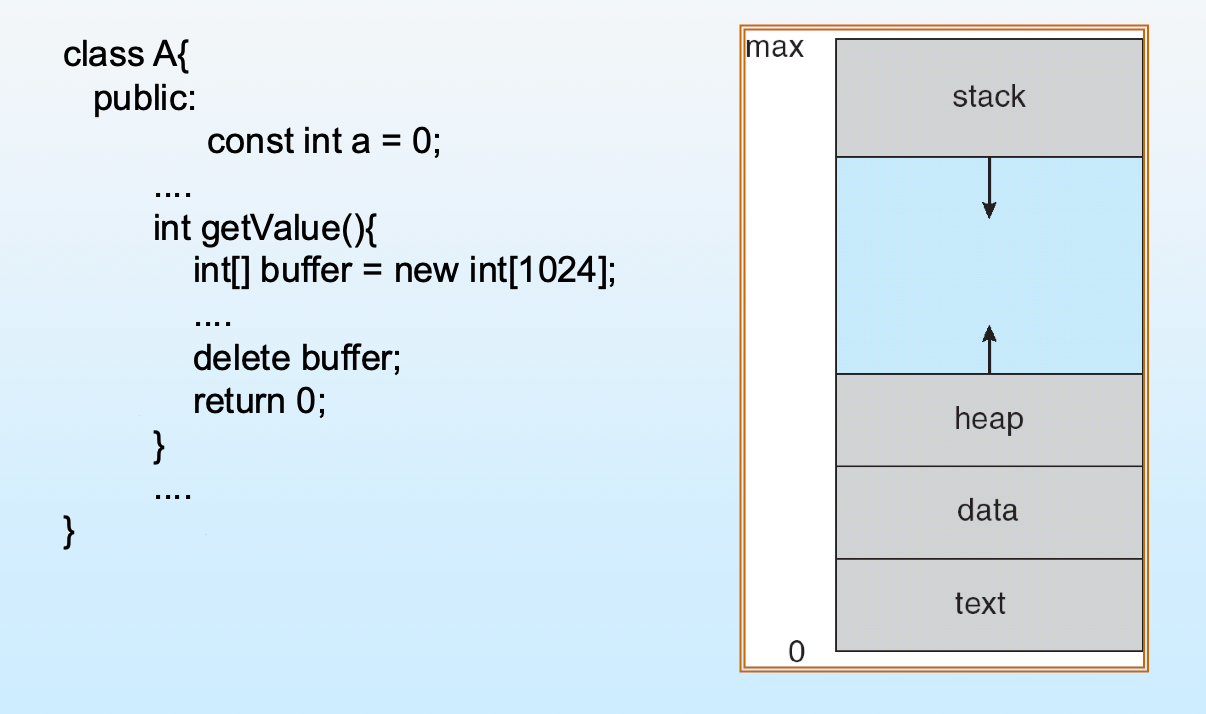 class A{
public:
const int a = 0;
....
int getValue(){
int[] buffer = new int[1024];
....
delete buffer;
return 0;
}
....
}
max
stack
heap
data
text
0